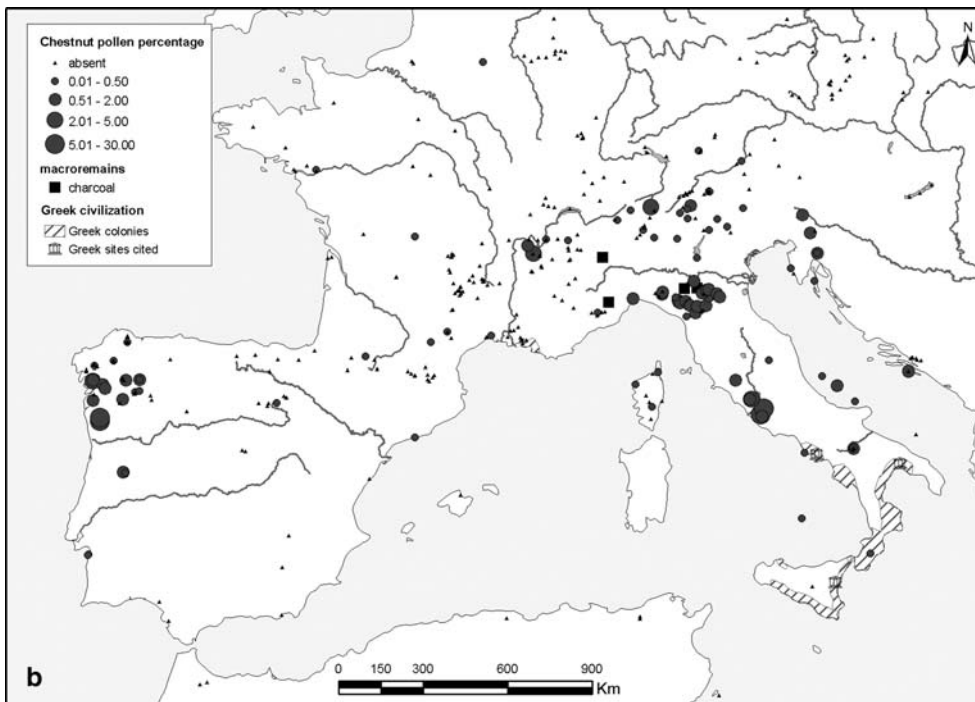 Chestnut pollen percentage
absent
0.01 - 0.50
0.51 - 2.00
2.01 - 5.00
5.01 - 30.00
macroremains
charcoal
Greek civilization
Greek colonies
Greek sites cited
N
b
0 150 300 600 900
Km